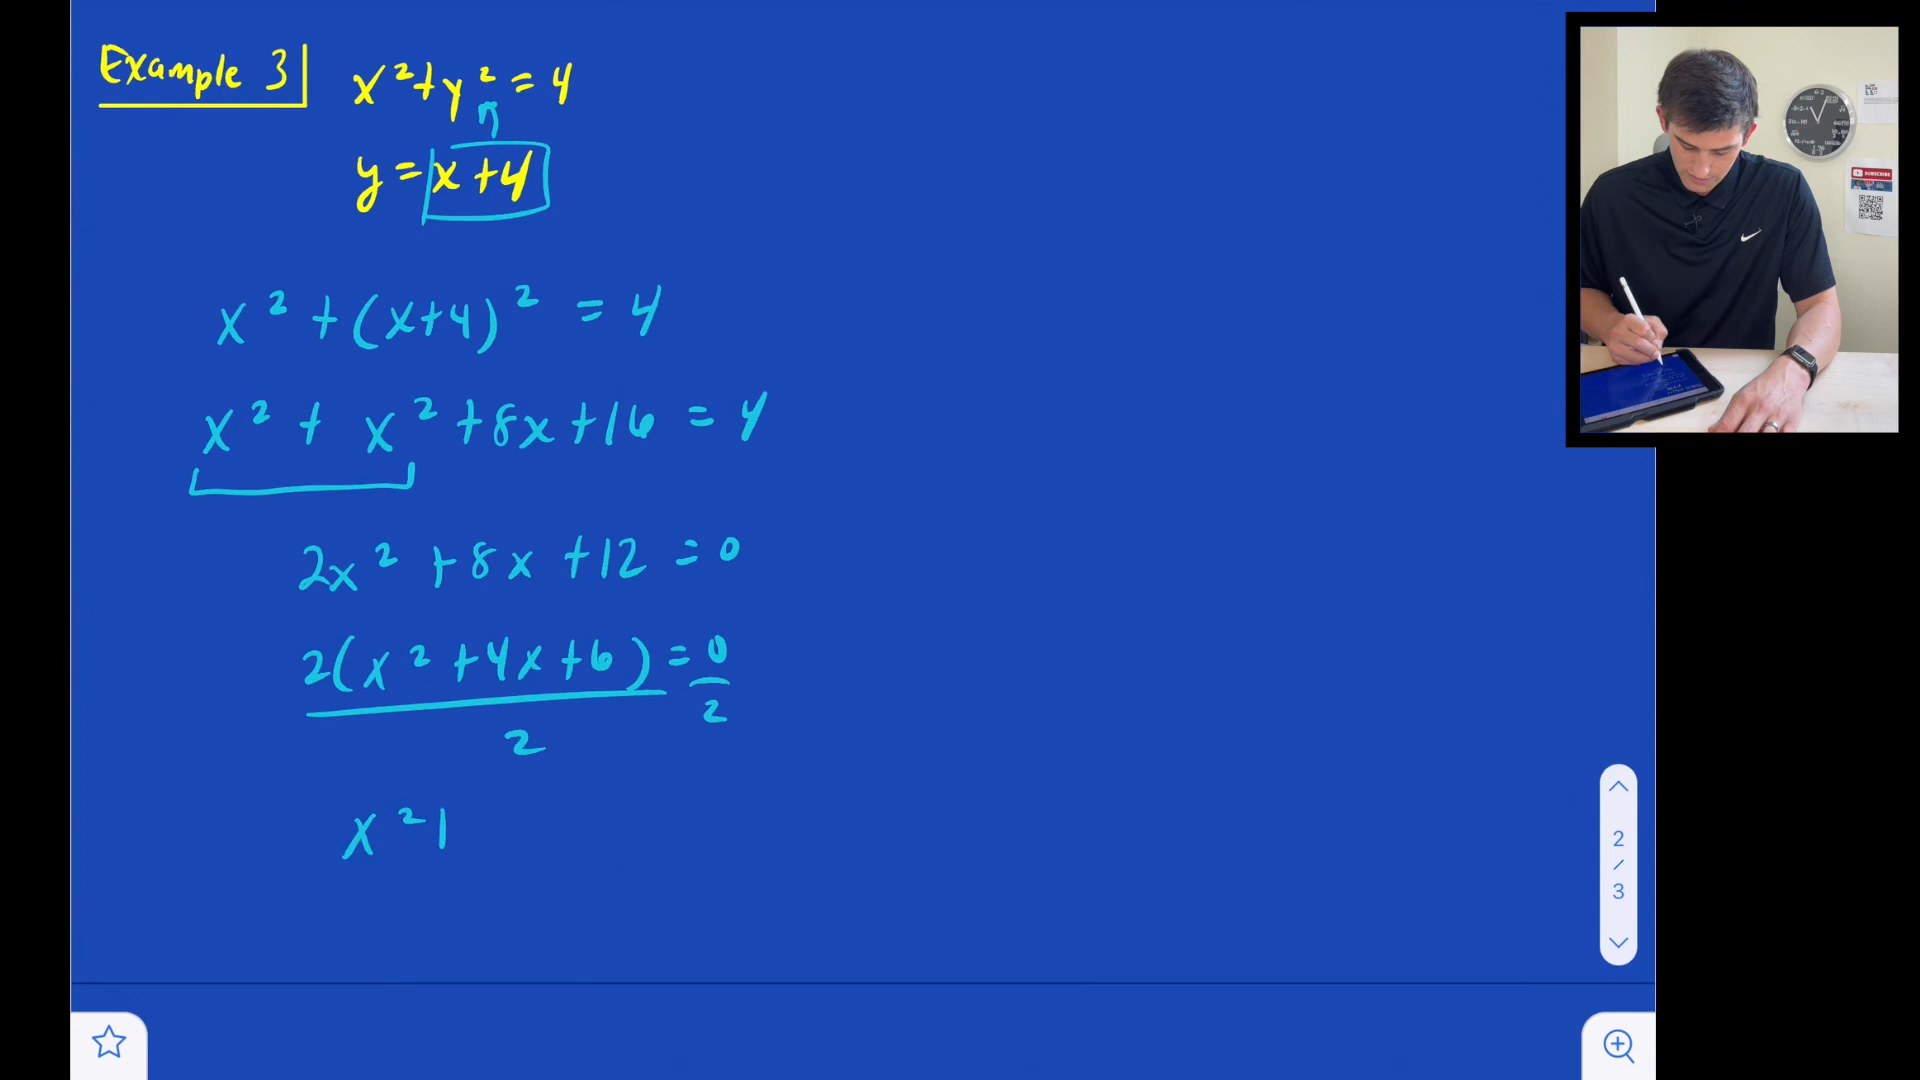 Example 3
x² + y² = 4
y = x + 4
x² + (x+4)² = 4
x² + x² + 8x + 16 = 4
2x² + 8x + 12 = 0
2(x² + 4x + 6) = 0
2 2
x² |
SUBSCRIBE
2
/
3